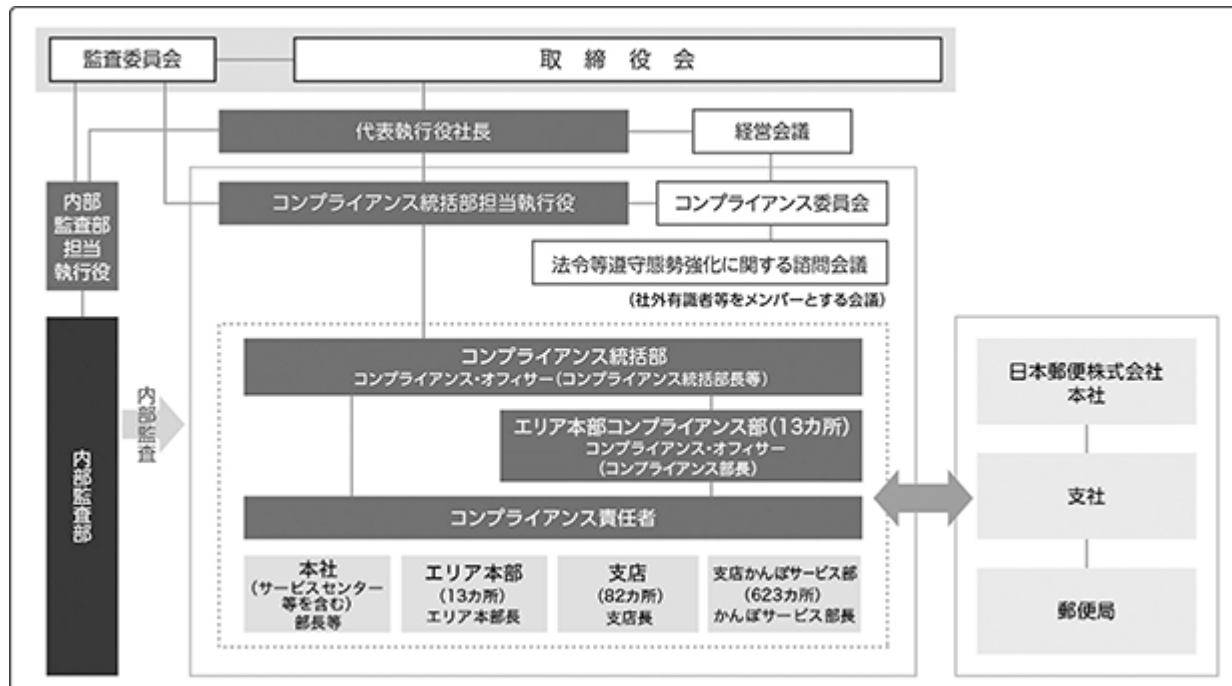 監査委員会
取締役会
代表執行役社長
経営会議
内部
監査部
担当
執行役
コンプライアンス統括部担当執行役
コンプライアンス委員会
法令等遵守態勢強化に関する諮問会議
(社外有識者等をメンバーとする会議)
内部監査部
内部監査
コンプライアンス統括部
コンプライアンス・オフィサー(コンプライアンス統括部長等)
エリア本部コンプライアンス部(13カ所)
コンプライアンス・オフィサー
(コンプライアンス部長)
コンプライアンス責任者
本社
(サービスセンター
等を含む)
部長等
エリア本部
(13カ所)
エリア本部長
支店
(82カ所)
支店長
支店かんぽサービス部
(623カ所)
かんぽサービス部長
日本郵便株式会社
本社
支社
郵便局